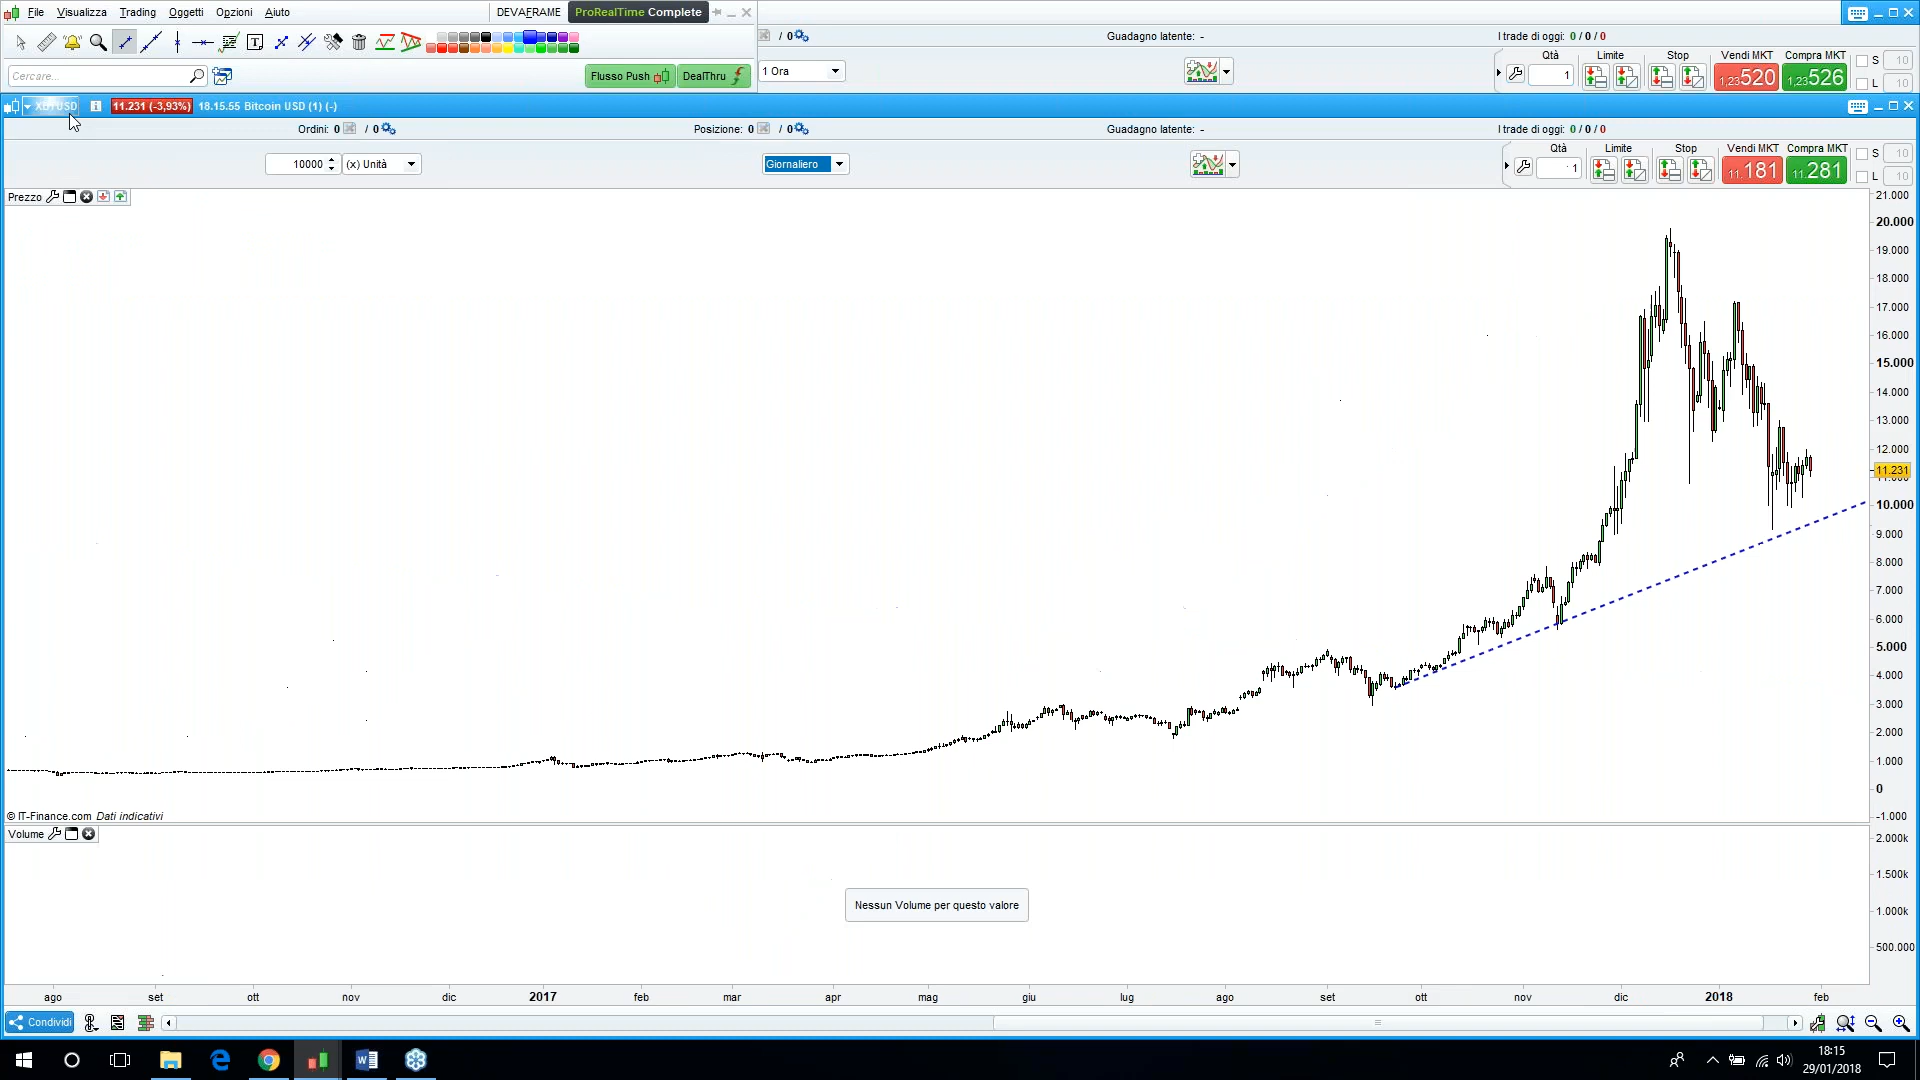 File Visualizza Trading Oggetti Opzioni Aiuto DEVAFRAME ProRealTime Complete
/ 0 Guadagno latente: - I trade di oggi: 0 / 0 / 0
Cercare... Flusso Push DealThru 1 Ora
Qtà Limite Stop Vendi MKT Compra MKT S 10
1 1,23520 1,23526 L 10
XBTUSD 11.231 (-3,93%) 18.15.55 Bitcoin USD (1) (-)
Ordini: 0 / 0 Posizione: 0 / 0 Guadagno latente: - I trade di oggi: 0 / 0 / 0
10000 (x) Unità Giornaliero
Qtà Limite Stop Vendi MKT Compra MKT S 10
1 11.181 11.281 L 10
Prezzo
21.000
20.000
19.000
18.000
17.000
16.000
15.000
14.000
13.000
12.000
11.231
11.000
10.000
9.000
8.000
7.000
6.000
5.000
4.000
3.000
2.000
1.000
0
-1.000
© IT-Finance.com Dati indicativi
Volume
2.000k
1.500k
1.000k
500.000
Nessun Volume per questo valore
ago set ott nov dic 2017 feb mar apr mag giu lug ago set ott nov dic 2018 feb
Condividi
18:15
29/01/2018